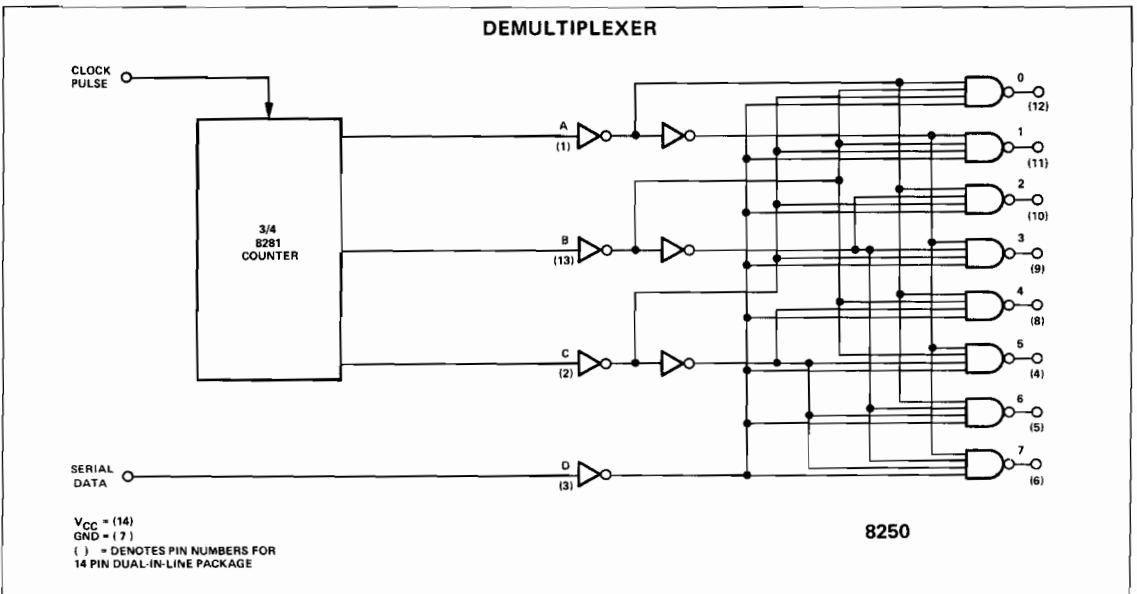 DEMULTIPLEXER
CLOCK
PULSE
3/4
8281
COUNTER
A
(1)
B
(13)
C
(2)
SERIAL
DATA
D
(3)
0
(12)
1
(11)
2
(10)
3
(9)
4
(8)
5
(4)
6
(5)
7
(6)
VCC = (14)
GND = ( 7 )
( ) = DENOTES PIN NUMBERS FOR
14 PIN DUAL-IN-LINE PACKAGE
8250